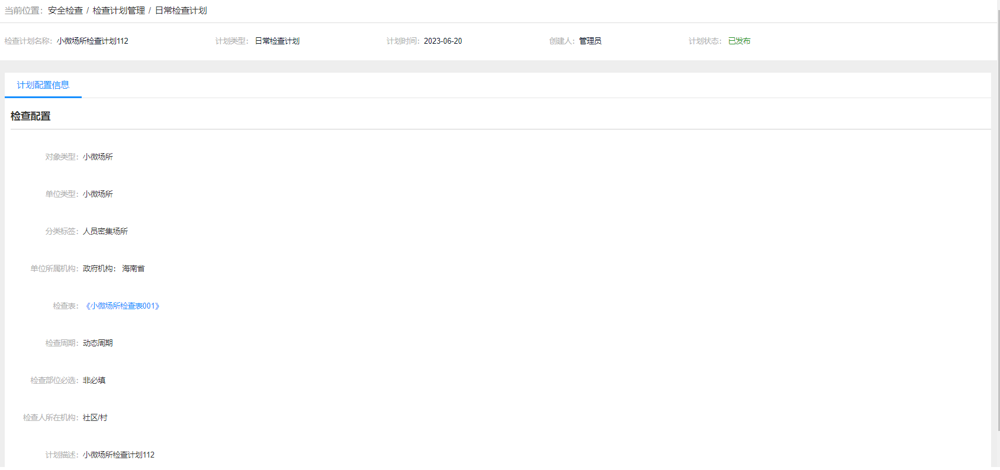 当前位置：安全检查 / 检查计划管理 / 日常检查计划
检查计划名称：小微场所检查计划112 计划类型：日常检查计划 计划时间：2023-06-20 创建人：管理员 计划状态：已发布
计划配置信息
检查配置
对象类型：小微场所
单位类型：小微场所
分类标签：人员密集场所
单位所属机构：政府机构： 海南省
检查表：《小微场所检查表001》
检查周期：动态周期
检查部位必选：非必填
检查人所在机构：社区/村
计划描述：小微场所检查计划112